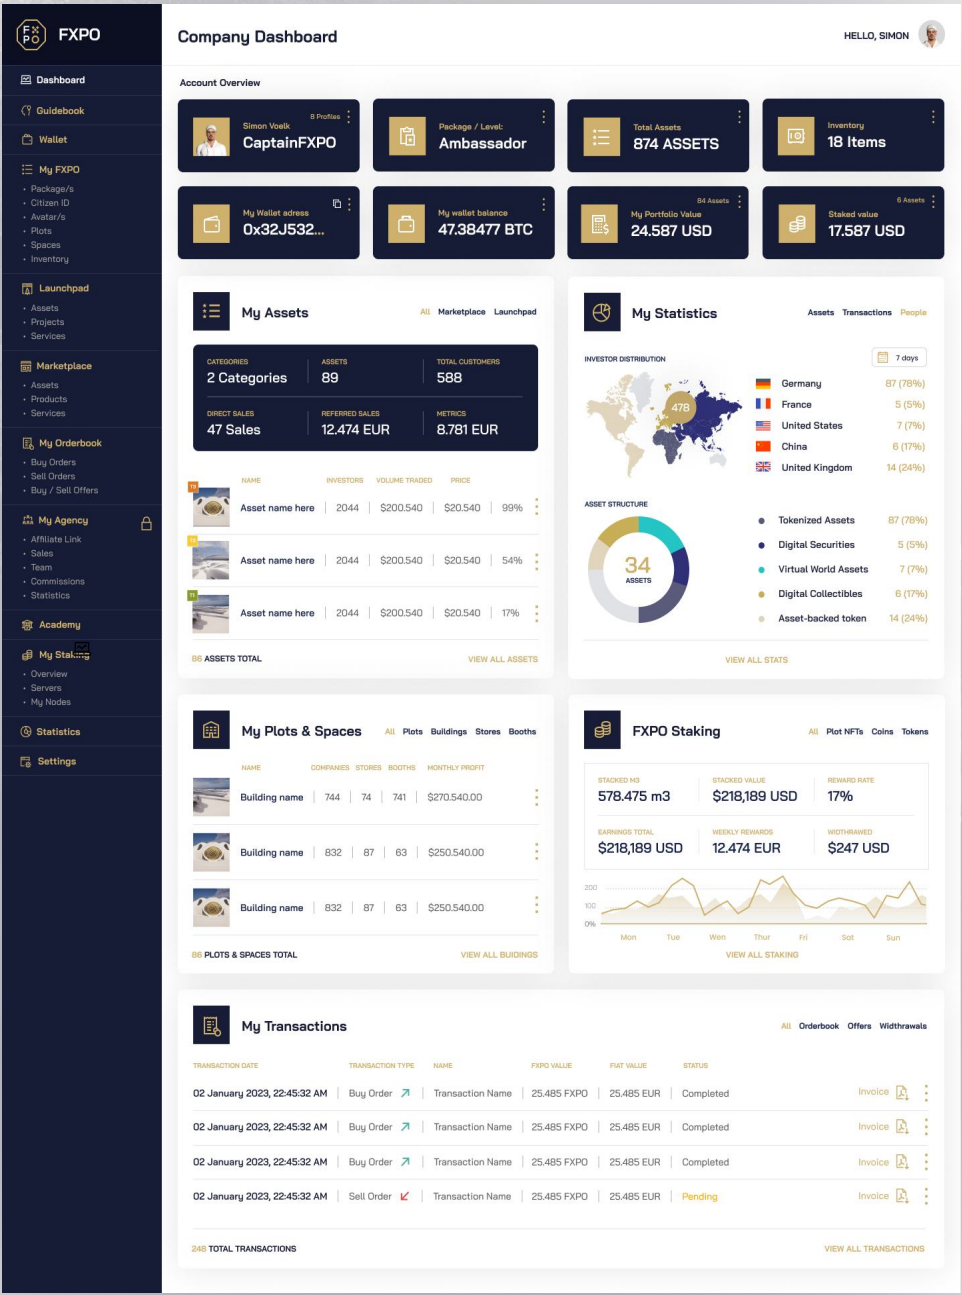 FXPO
FXPO
Dashboard
Guidebook
Wallet
My FXPO
Package/s
Citizen ID
Avatar/s
Plots
Spaces
Inventory
Launchpad
Assets
Projects
Services
Marketplace
Assets
Products
Services
My Orderbook
Buy Orders
Sell Orders
Buy / Sell Offers
My Agency
Affiliate Link
Sales
Team
Commissions
Statistics
Academy
My Staking
Overview
Servers
My Nodes
Statistics
Settings
Company Dashboard
HELLO, SIMON
Account Overview
8 Profiles
Simon Voelk
CaptainFXPO
Package / Level:
Ambassador
Total Assets
874 ASSETS
Inventory
18 Items
My Wallet adress
0x32J532...
My wallet balance
47.38477 BTC
84 Assets
My Portfolio Value
24.587 USD
6 Assets
Staked value
17.587 USD
My Assets
All Marketplace Launchpad
CATEGORIES ASSETS TOTAL CUSTOMERS
2 Categories 89 588
DIRECT SALES REFERRED SALES METRICS
47 Sales 12.474 EUR 8.781 EUR
NAME INVESTORS VOLUME TRADED PRICE
T3
Asset name here 2044 $200.540 $20.540 99%
T2
Asset name here 2044 $200.540 $20.540 54%
T1
Asset name here 2044 $200.540 $20.540 17%
86 ASSETS TOTAL VIEW ALL ASSETS
My Statistics
Assets Transactions People
INVESTOR DISTRIBUTION
7 days
478
Germany 87 (78%)
France 5 (5%)
United States 7 (7%)
China 6 (17%)
United Kingdom 14 (24%)
ASSET STRUCTURE
34
ASSETS
Tokenized Assets 87 (78%)
Digital Securities 5 (5%)
Virtual World Assets 7 (7%)
Digital Collectibles 6 (17%)
Asset-backed token 14 (24%)
VIEW ALL STATS
My Plots & Spaces
All Plots Buildings Stores Booths
NAME COMPANIES STORES BOOTHS MONTHLY PROFIT
Building name 744 74 741 $270.540.00
Building name 832 87 63 $250.540.00
Building name 832 87 63 $250.540.00
86 PLOTS & SPACES TOTAL VIEW ALL BUIDINGS
FXPO Staking
All Plot NFTs Coins Tokens
STACKED M3 STACKED VALUE REWARD RATE
578.475 m3 $218,189 USD 17%
EARNINGS TOTAL WEEKLY REWARDS WIDTHRAWED
$218,189 USD 12.474 EUR $247 USD
200
100
0%
Mon Tue Wen Thur Fri Sat Sun
VIEW ALL STAKING
My Transactions
All Orderbook Offers Widthrawals
TRANSACTION DATE TRANSACTION TYPE NAME FXPO VALUE FIAT VALUE STATUS
02 January 2023, 22:45:32 AM Buy Order Transaction Name 25.485 FXPO 25.485 EUR Completed Invoice
02 January 2023, 22:45:32 AM Buy Order Transaction Name 25.485 FXPO 25.485 EUR Completed Invoice
02 January 2023, 22:45:32 AM Buy Order Transaction Name 25.485 FXPO 25.485 EUR Completed Invoice
02 January 2023, 22:45:32 AM Sell Order Transaction Name 25.485 FXPO 25.485 EUR Pending Invoice
248 TOTAL TRANSACTIONS VIEW ALL TRANSACTIONS